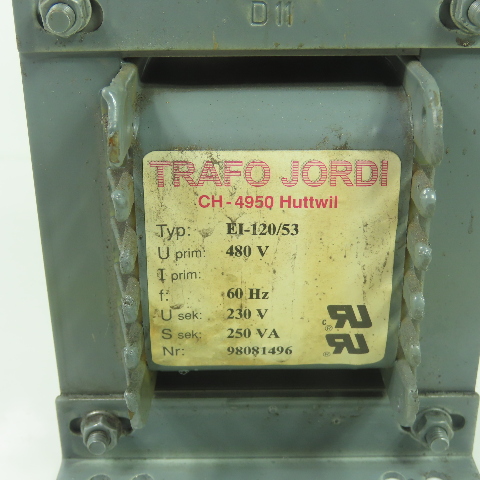 D11
TRAFO JORDI
CH-4950 Huttwil
Typ: EI-120/53
U prim: 480 V
I prim:
f: 60 Hz
U sek: 230 V
S sek: 250 VA
Nr: 98081496